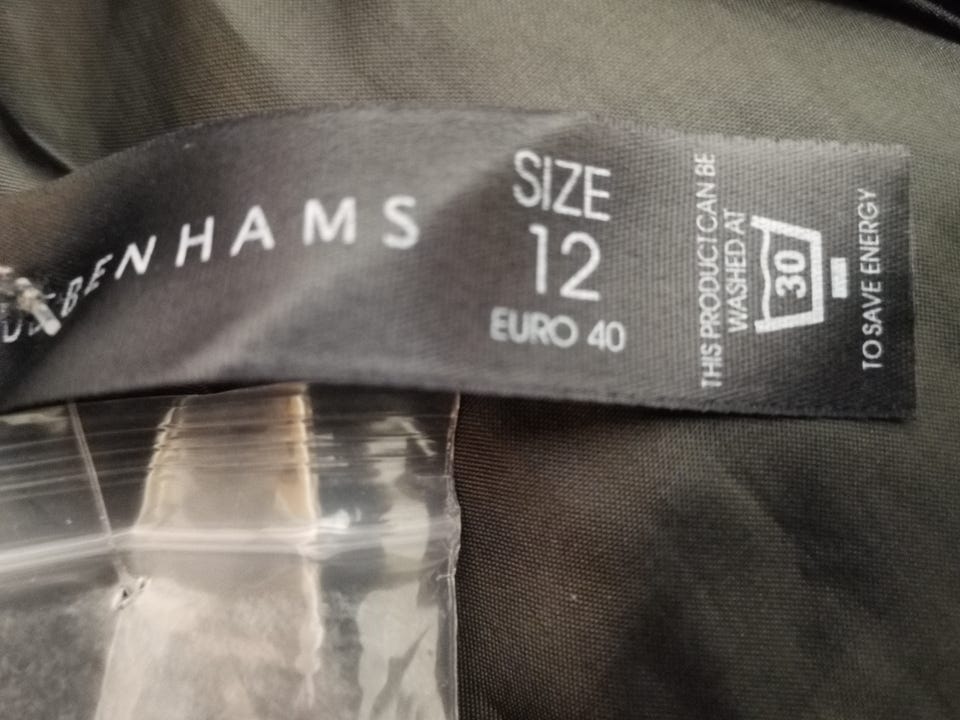 DEBENHAMS
SIZE
12
EURO 40
THIS PRODUCT CAN BE
WASHED AT
30
TO SAVE ENERGY